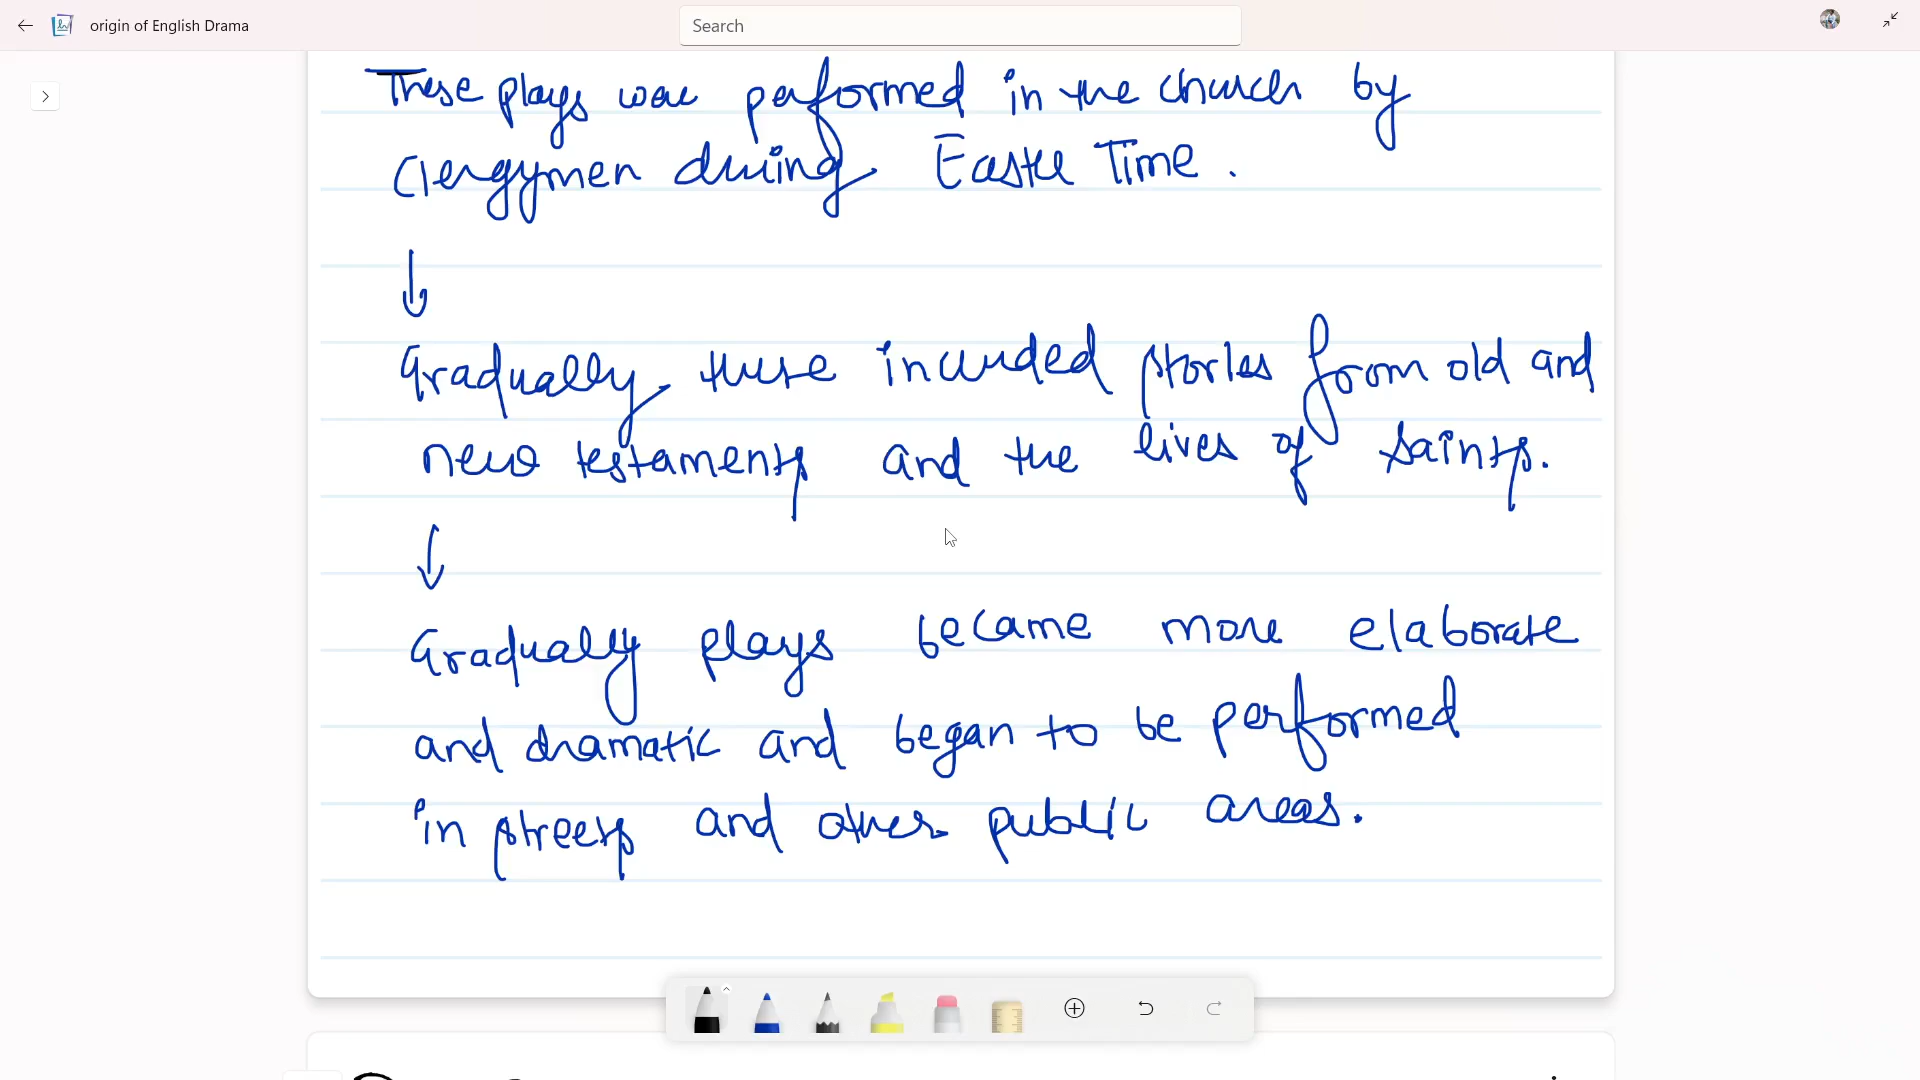 origin of English Drama
Search
These plays were performed in the church by
Clergymen during Easter Time.
Gradually these included stories from old and
new testaments and the lives of saints.
Gradually plays became more elaborate
and dramatic and began to be performed
in streets and other public areas.